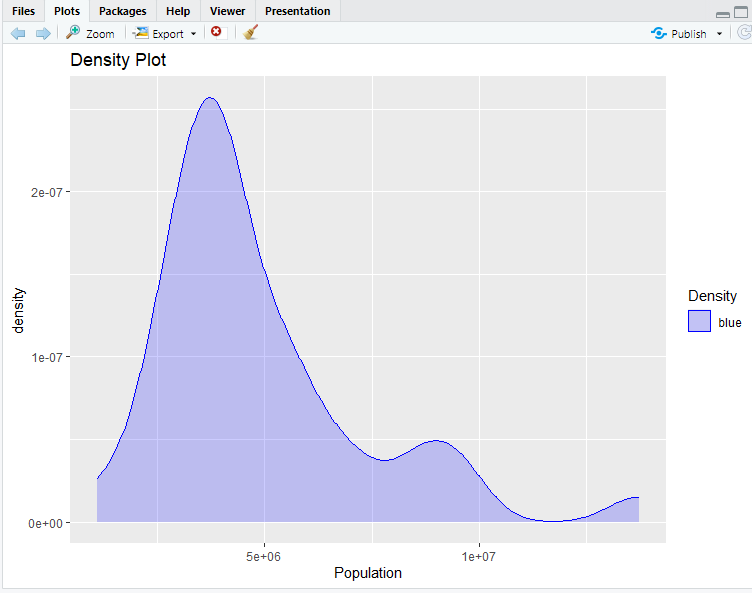 Files Plots Packages Help Viewer Presentation
Zoom Export Publish
Density Plot
2e-07
1e-07
0e+00
density
5e+06 1e+07
Population
Density
blue